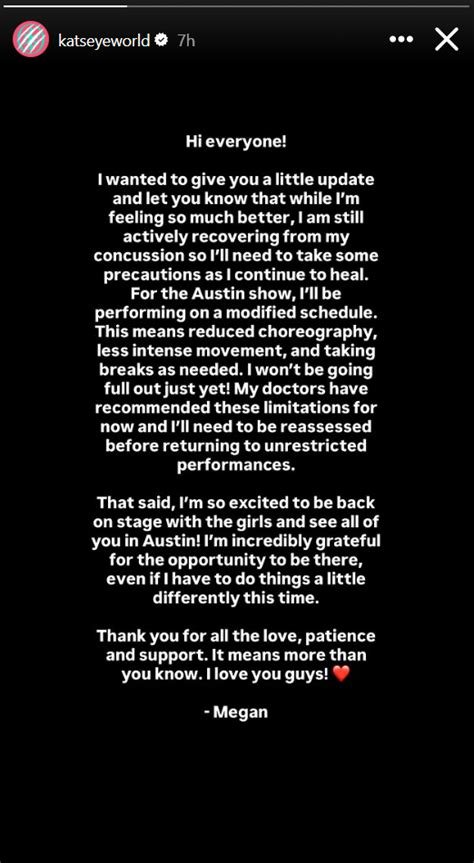 katseyeworld 7h
Hi everyone!
I wanted to give you a little update
and let you know that while I'm
feeling so much better, I am still
actively recovering from my
concussion so I'll need to take some
precautions as I continue to heal.
For the Austin show, I'll be
performing on a modified schedule.
This means reduced choreography,
less intense movement, and taking
breaks as needed. I won't be going
full out just yet! My doctors have
recommended these limitations for
now and I'll need to be reassessed
before returning to unrestricted
performances.
That said, I'm so excited to be back
on stage with the girls and see all of
you in Austin! I'm incredibly grateful
for the opportunity to be there,
even if I have to do things a little
differently this time.
Thank you for all the love, patience
and support. It means more than
you know. I love you guys! ❤️
- Megan